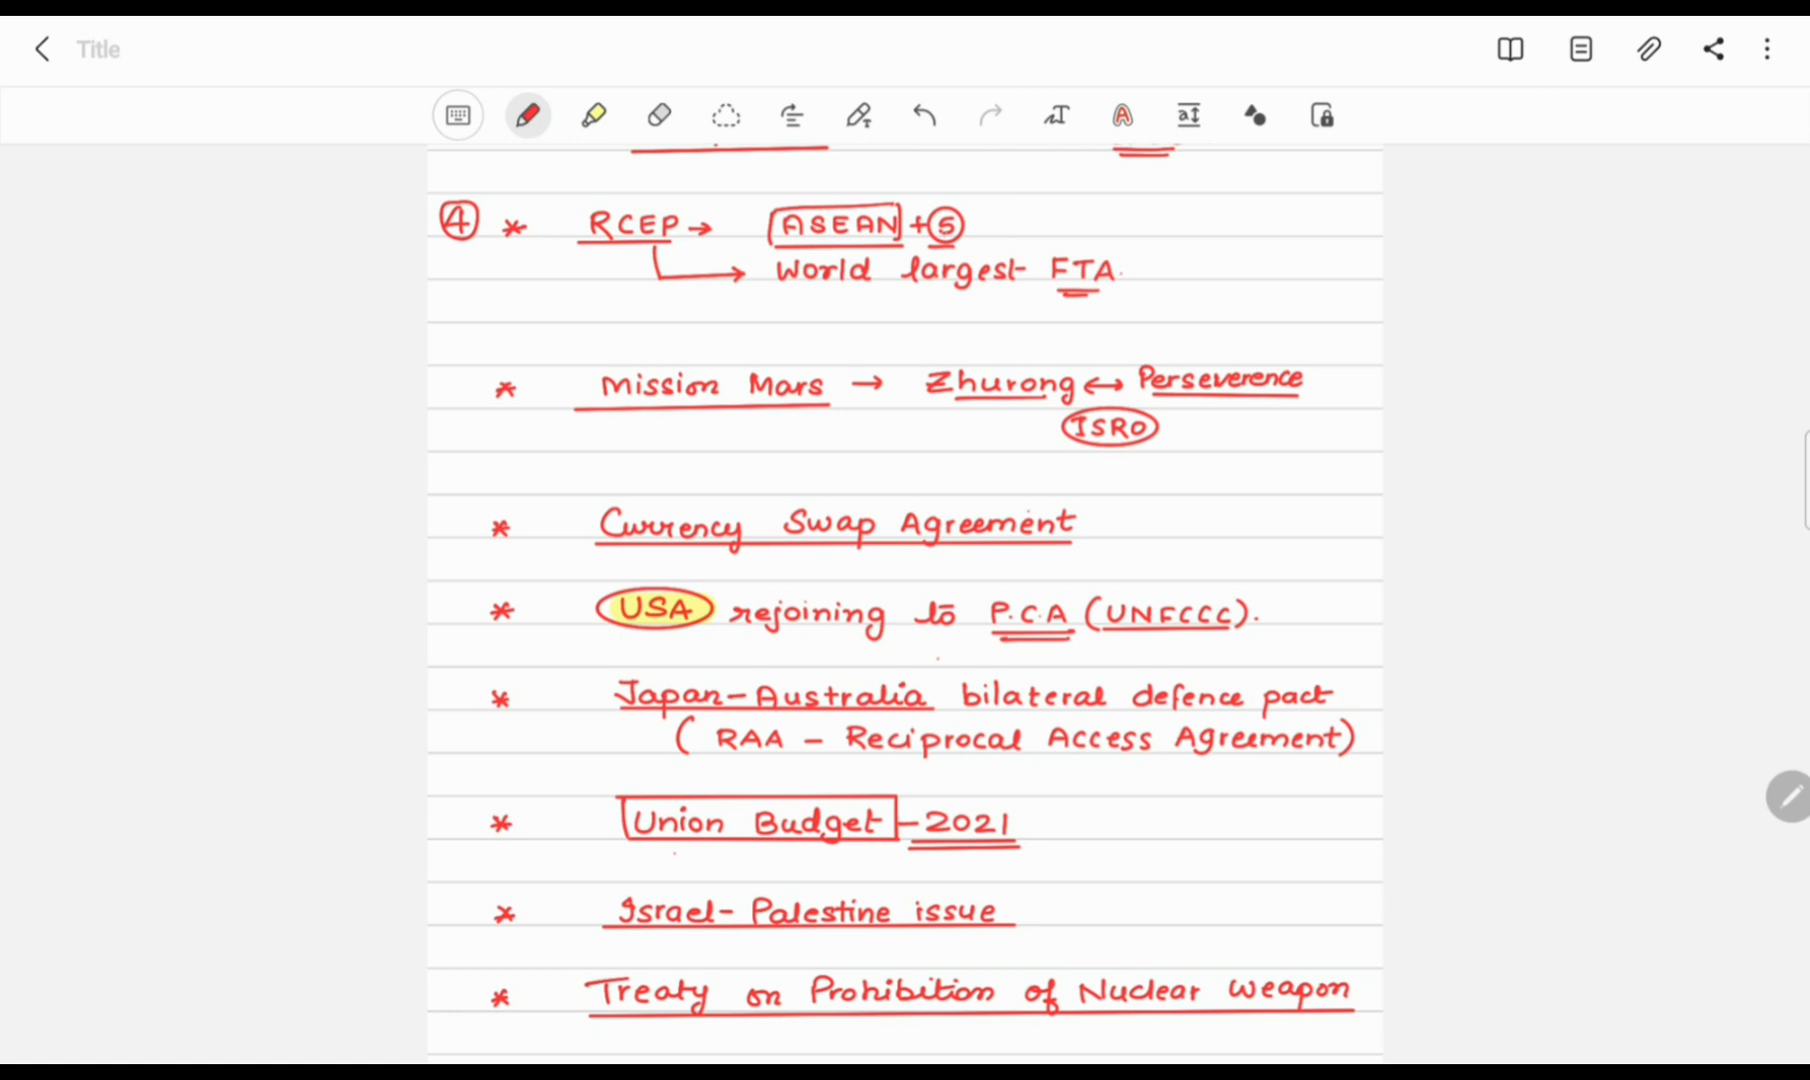 Title
④ * RCEP → ASEAN + ⑤
→ World largest FTA.
* Mission Mars → Zhurong ↔ Perseverence
ISRO
* Currency Swap Agreement
* USA rejoining to P.C.A (UNFCCC).
* Japan-Australia bilateral defence pact
( RAA - Reciprocal Access Agreement)
* Union Budget - 2021
* Israel- Palestine issue
* Treaty on Prohibition of Nuclear weapon